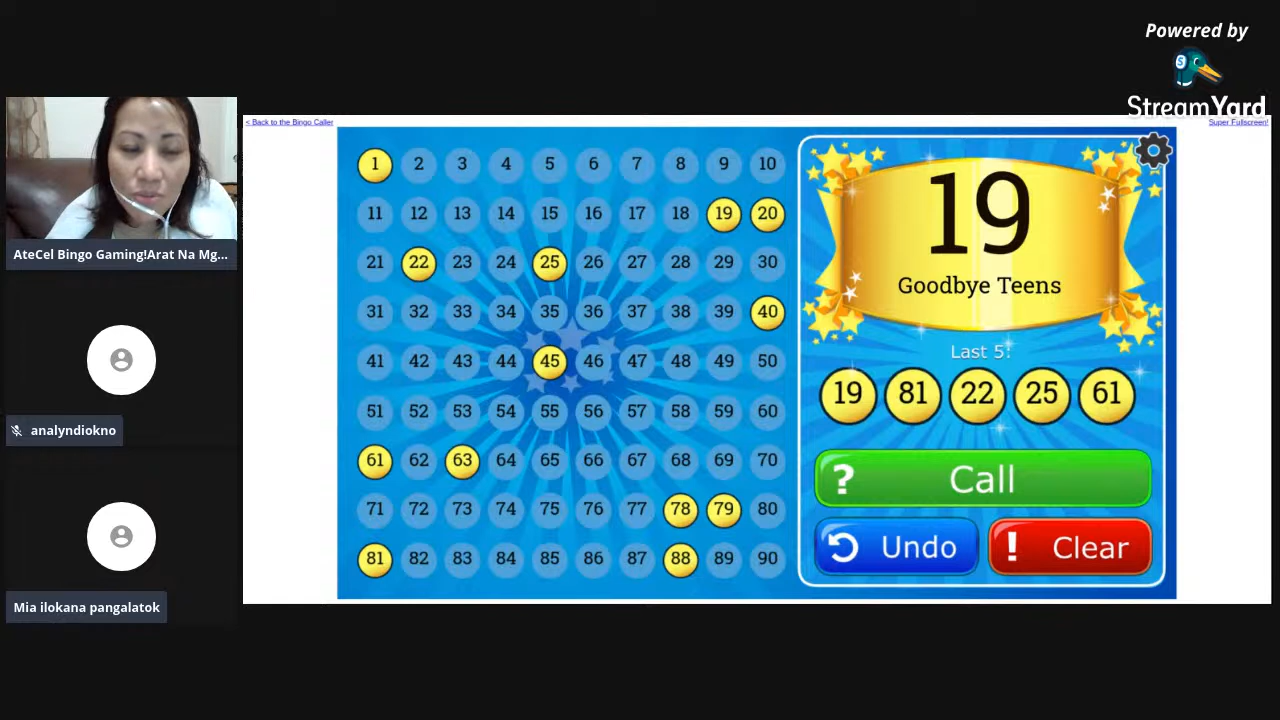 Powered by
StreamYard
< Back to the Bingo Caller
Super Fullscreen!
1 2 3 4 5 6 7 8 9 10
11 12 13 14 15 16 17 18 19 20
21 22 23 24 25 26 27 28 29 30
31 32 33 34 35 36 37 38 39 40
41 42 43 44 45 46 47 48 49 50
51 52 53 54 55 56 57 58 59 60
61 62 63 64 65 66 67 68 69 70
71 72 73 74 75 76 77 78 79 80
81 82 83 84 85 86 87 88 89 90
19
Goodbye Teens
Last 5:
19 81 22 25 61
? Call
Undo
! Clear
AteCel Bingo Gaming!Arat Na Mg...
analyndiokno
Mia ilokana pangalatok